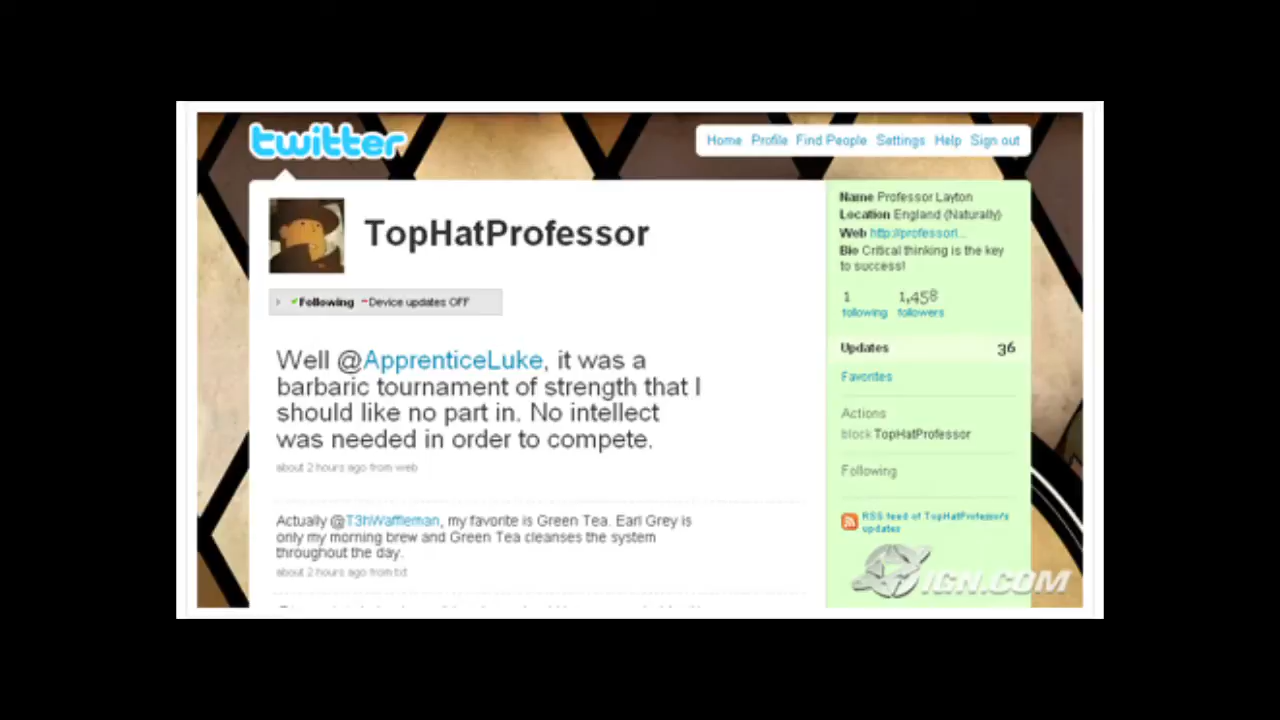 twitter
Home Profile Find People Settings Help Sign out
TopHatProfessor
Following Device updates OFF
Well @ApprenticeLuke, it was a
barbaric tournament of strength that I
should like no part in. No intellect
was needed in order to compete.
about 2 hours ago from web
Actually @T3hWaffleman, my favorite is Green Tea. Earl Grey is
only my morning brew and Green Tea cleanses the system
throughout the day.
about 2 hours ago from txt
Name Professor Layton
Location England (Naturally)
Web http://professorl...
Bio Critical thinking is the key
to success!
1 1,458
following followers
Updates 36
Favorites
Actions
block TopHatProfessor
Following
RSS feed of TopHatProfessor's
updates
IGN.COM